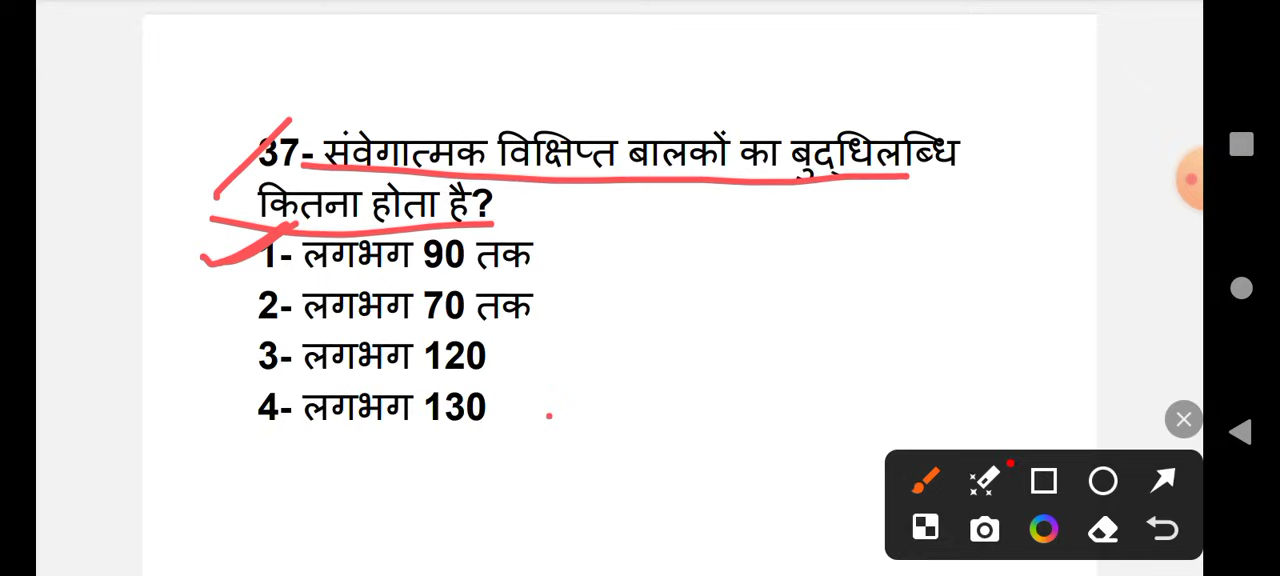 37- संवेगात्मक विक्षिप्त बालकों का बुद्धिलब्धि
कितना होता है?
1- लगभग 90 तक
2- लगभग 70 तक
3- लगभग 120
4- लगभग 130